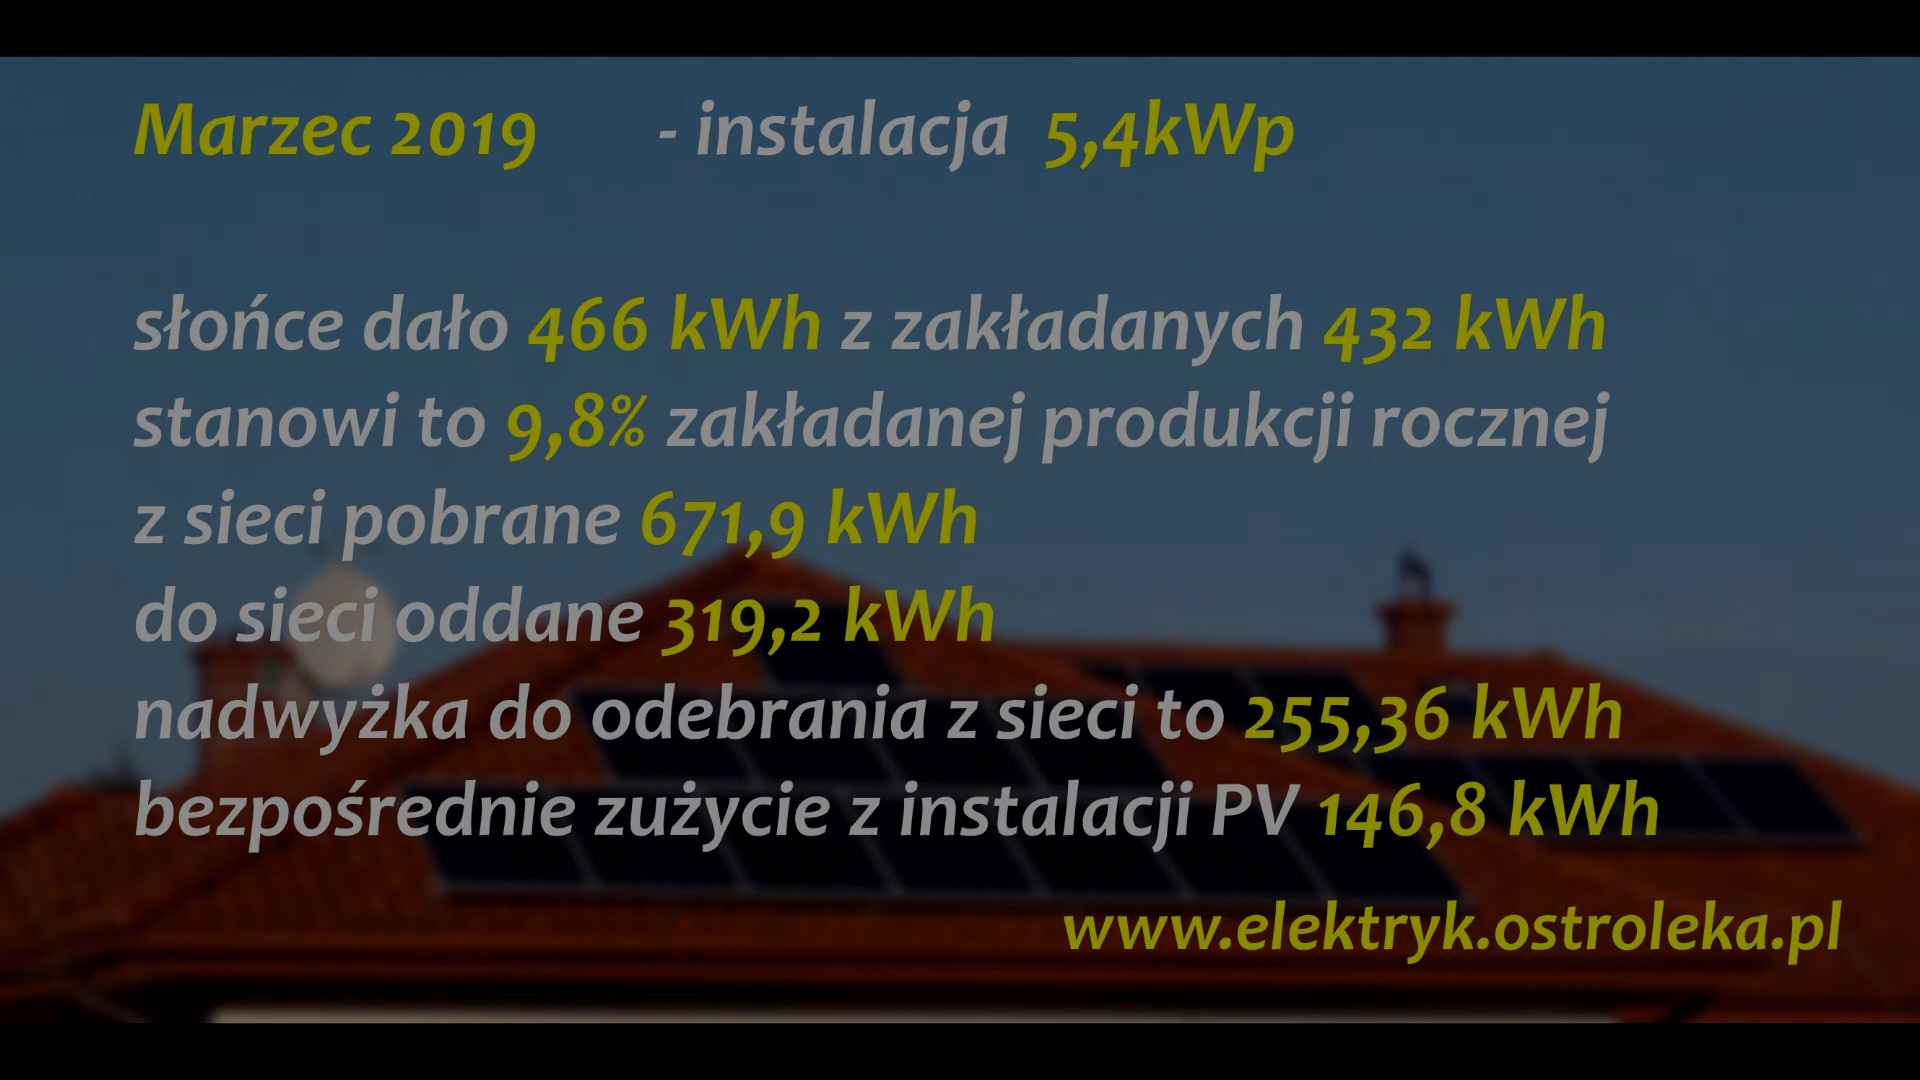 Marzec 2019 - instalacja 5,4kWp
słońce dało 466 kWh z zakładanych 432 kWh
stanowi to 9,8% zakładanej produkcji rocznej
z sieci pobrane 671,9 kWh
do sieci oddane 319,2 kWh
nadwyżka do odebrania z sieci to 255,36 kWh
bezpośrednie zużycie z instalacji PV 146,8 kWh
www.elektryk.ostroleka.pl